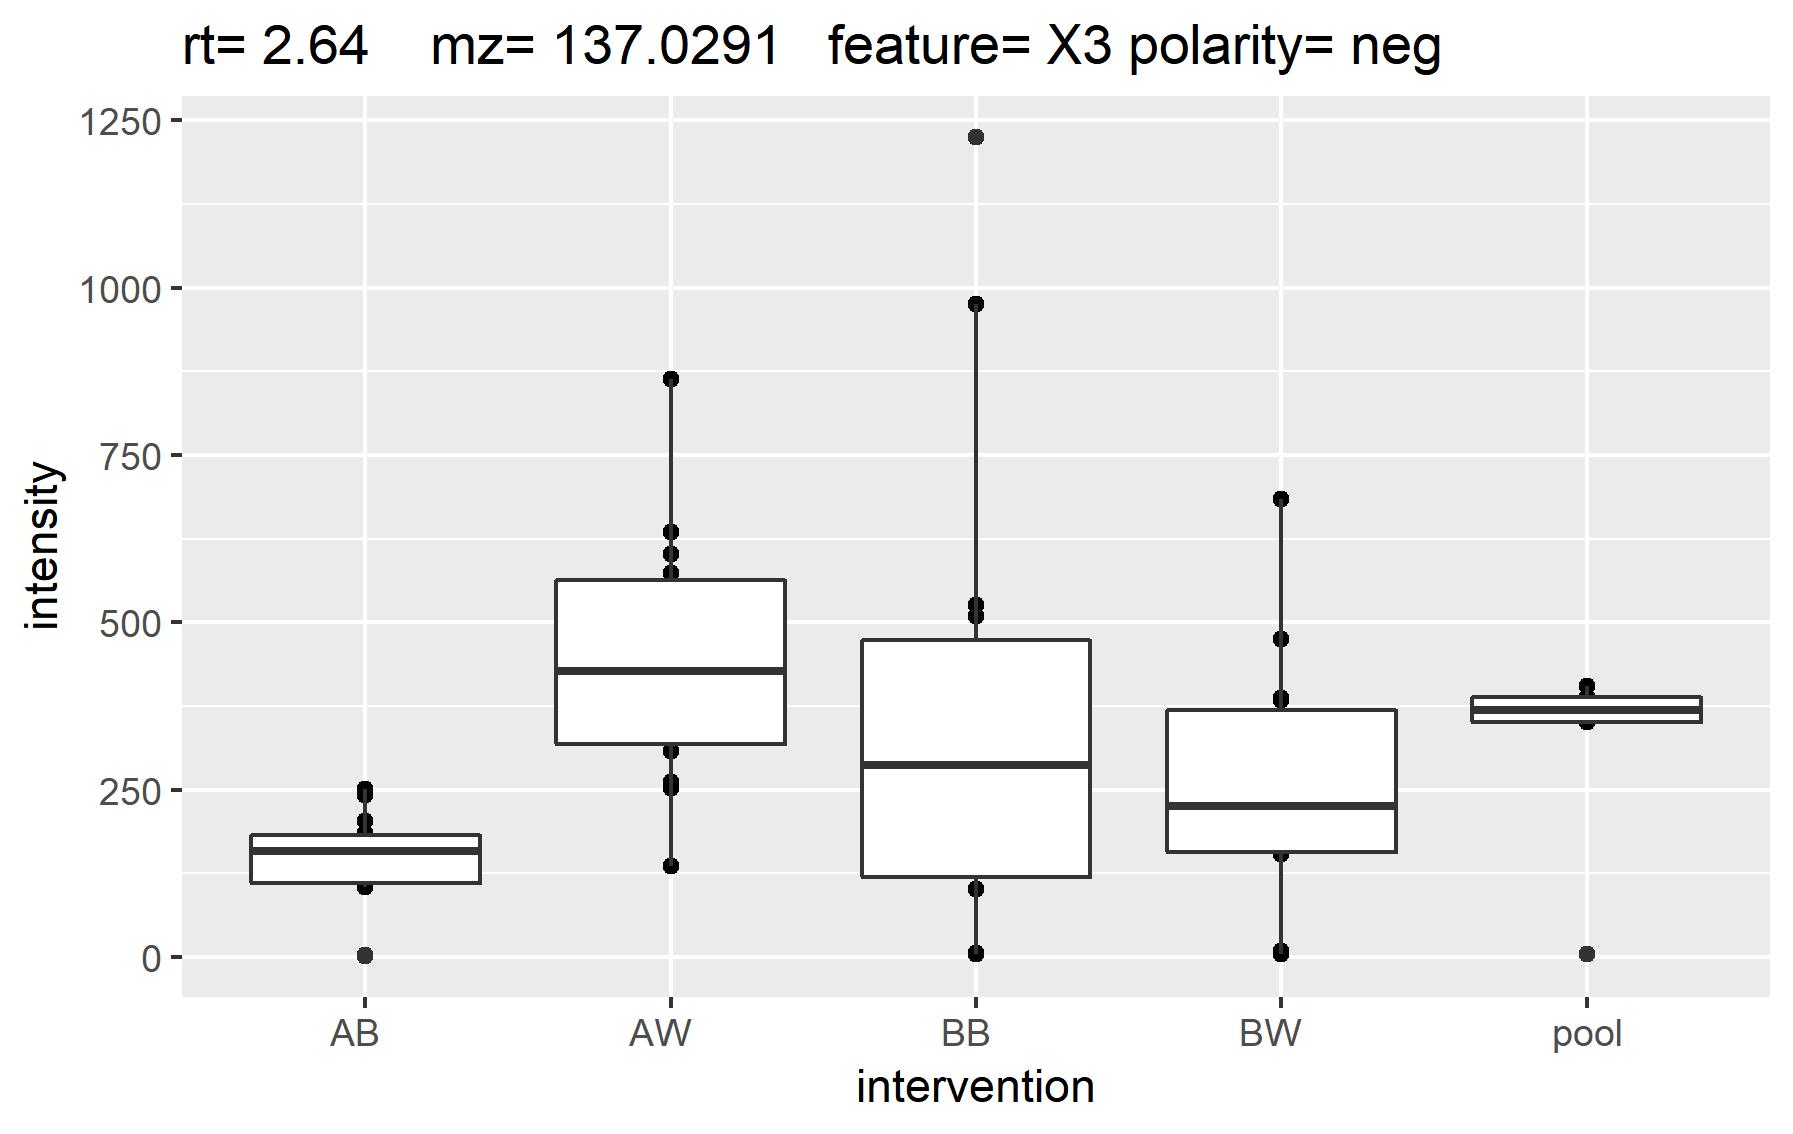 rt= 2.64    mz= 137.0291   feature= X3 polarity= neg
1250
1000
750
500
250
0
intensity
AB AW BB BW pool
intervention